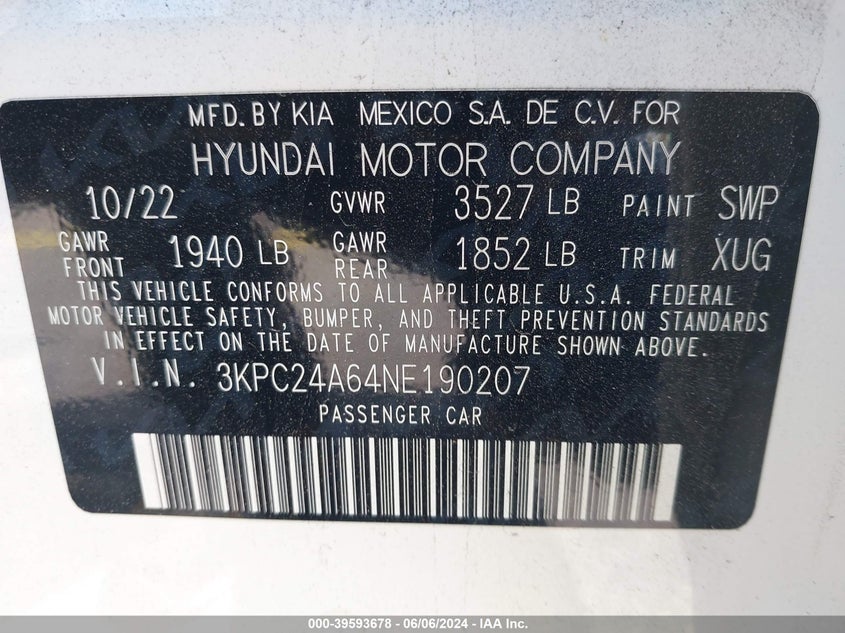 MFD. BY KIA MEXICO S.A. DE C.V. FOR
HYUNDAI MOTOR COMPANY
10/22 GVWR 3527 LB PAINT SWP
GAWR FRONT 1940 LB GAWR REAR 1852 LB TRIM XUG
THIS VEHICLE CONFORMS TO ALL APPLICABLE U.S.A. FEDERAL
MOTOR VEHICLE SAFETY, BUMPER, AND THEFT PREVENTION STANDARDS
IN EFFECT ON THE DATE OF MANUFACTURE SHOWN ABOVE.
V.I.N. 3KPC24A64NE190207
PASSENGER CAR
000-39593678 - 06/06/2024 - IAA Inc.